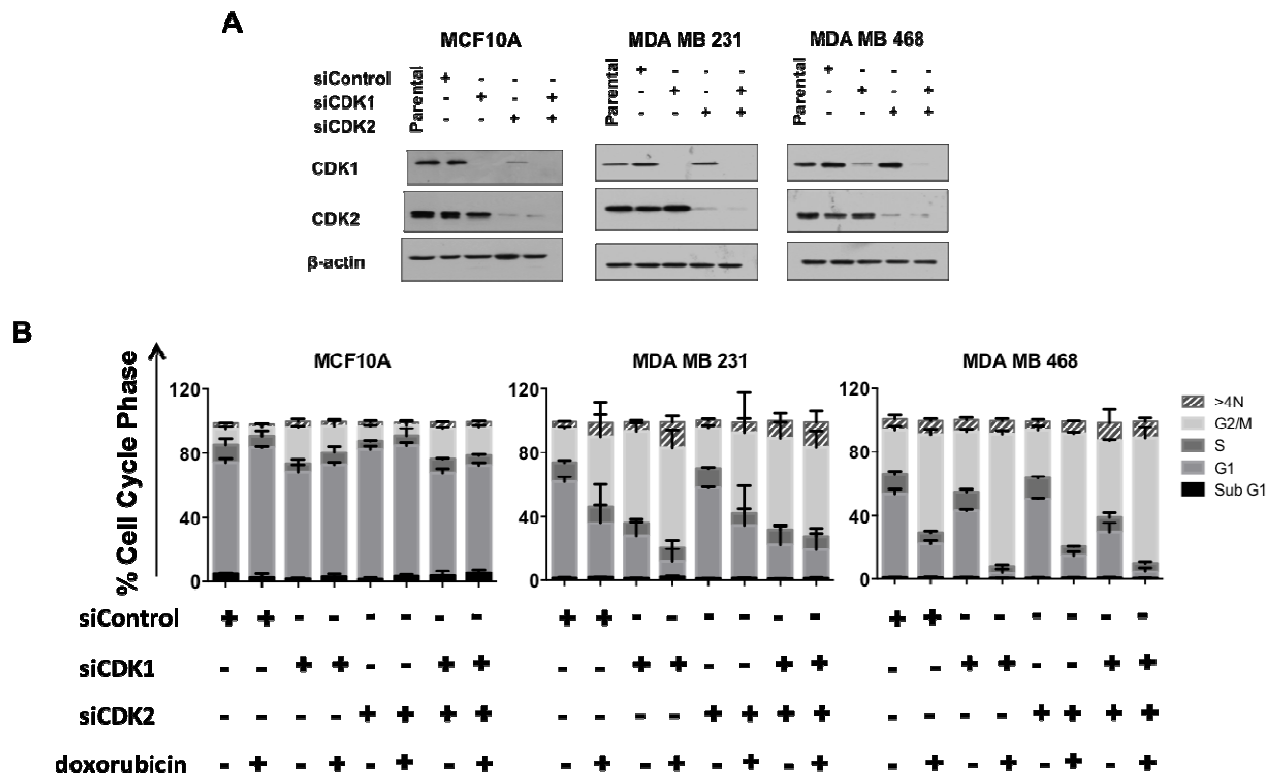 A
MCF10A
MDA MB 231
MDA MB 468
siControl
siCDK1
siCDK2
Parental + - - -
- + - +
- - + +
Parental + - - -
- + - +
- - + +
Parental + - - -
- + - +
- - + +
CDK1
CDK2
β-actin
B
% Cell Cycle Phase
MCF10A
120
80
40
0
MDA MB 231
120
80
40
0
MDA MB 468
120
80
40
0
>4N
G2/M
S
G1
Sub G1
siControl + + - - - - - - + + - - - - - - + + - - - - - -
siCDK1 - - + + - - + + - - + + - - + + - - + + - - + +
siCDK2 - - - - + + + + - - - - + + + + - - - - + + + +
doxorubicin - + - + - + - + - + - + - + - + - + - + - + - +